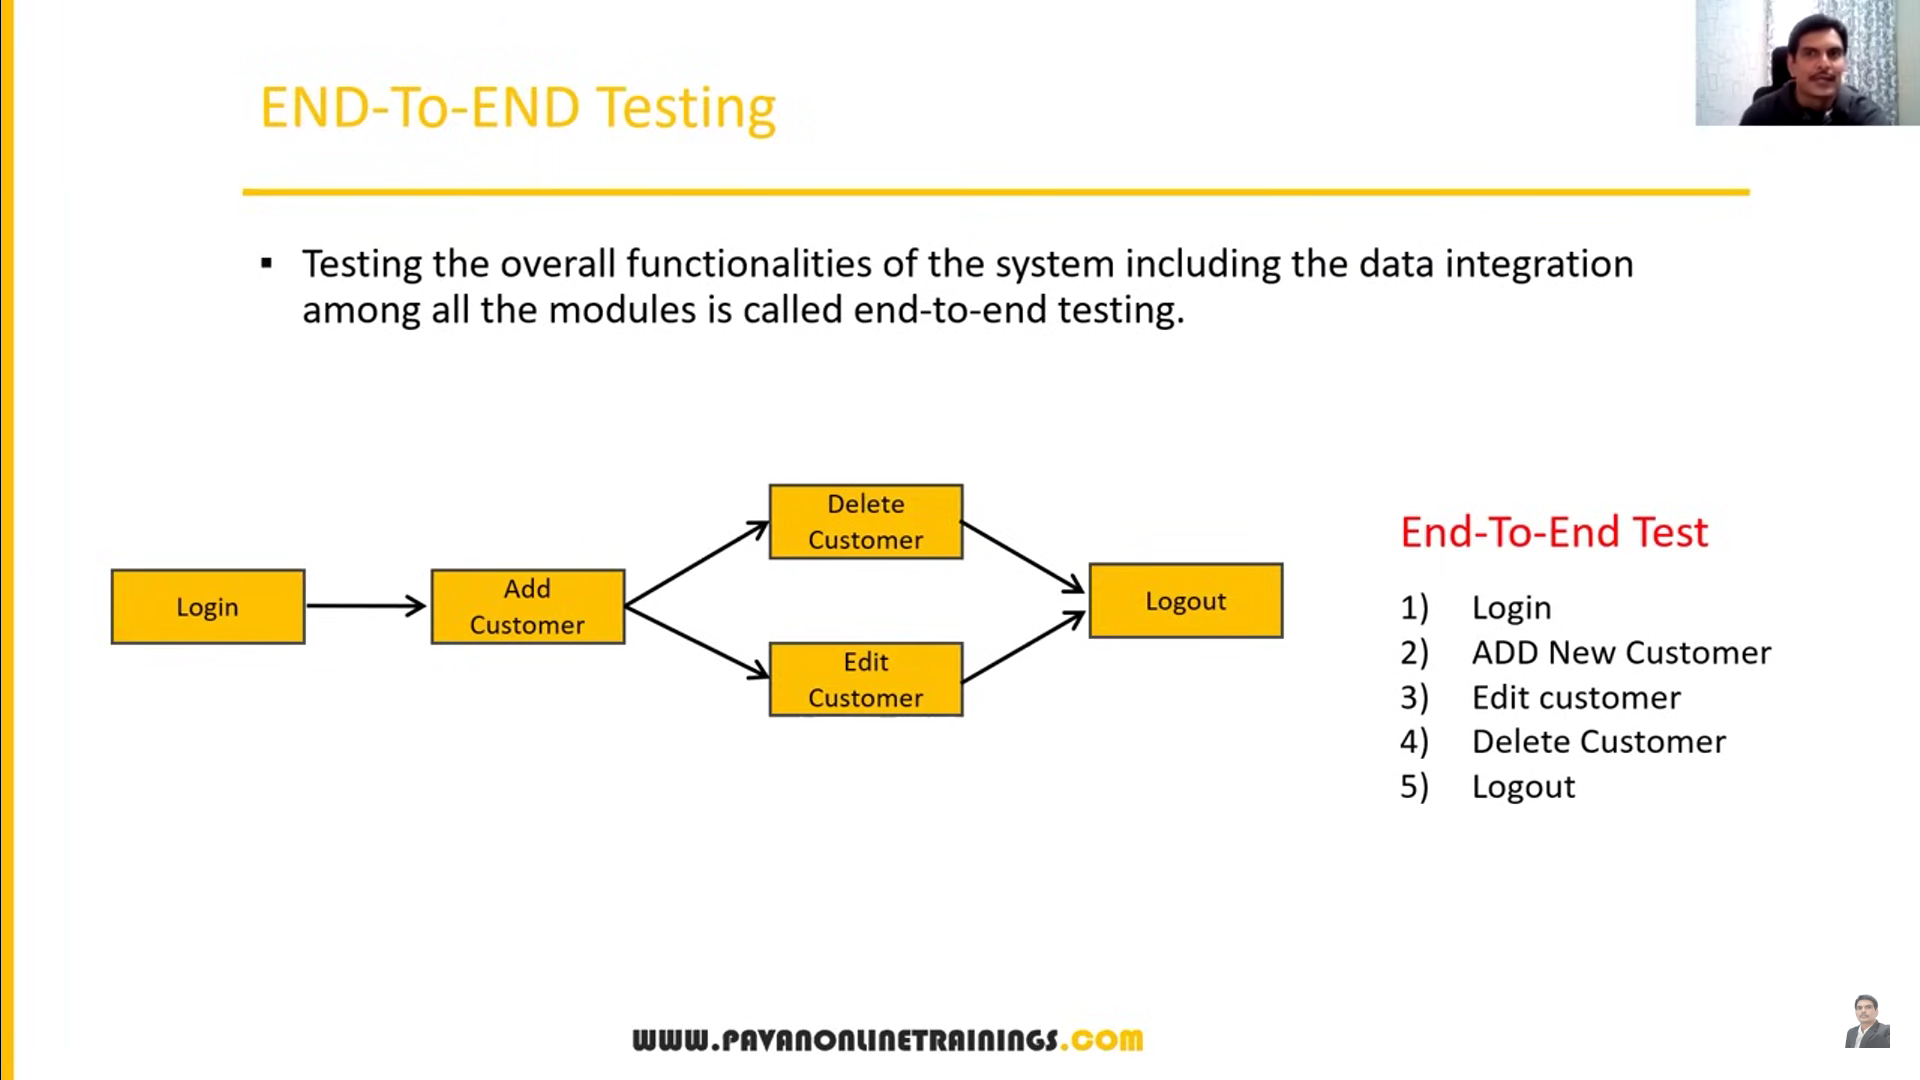 END-To-END Testing
▪ Testing the overall functionalities of the system including the data integration
among all the modules is called end-to-end testing.
Login
Add
Customer
Delete
Customer
Edit
Customer
Logout
End-To-End Test
1) Login
2) ADD New Customer
3) Edit customer
4) Delete Customer
5) Logout
WWW.PAVANONLINETRAININGS.COM